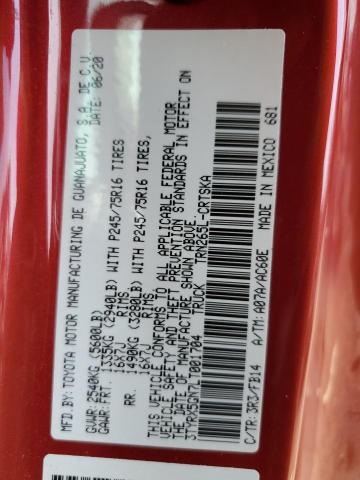 MFD.BY: TOYOTA MOTOR MANUFACTURING DE GUANAJUATO, S.A. DE C.V.
DATE: 06/20
GVWR: 2540KG (5600LB)
GAWR: FRT. 1335KG (2940LB) WITH P245/75R16 TIRES
16X7J RIMS
RR. 1490KG (3280LB) WITH P245/75R16 TIRES,
16X7J RIMS
THIS VEHICLE CONFORMS TO ALL APPLICABLE FEDERAL MOTOR
VEHICLE SAFETY AND THEFT PREVENTION STANDARDS IN EFFECT ON
THE DATE OF MANUFACTURE SHOWN ABOVE.
3TYRX5GN7LT001704 TRUCK TRN265L-CRTSKA
C/TR: 3R3/FB14 A/TM: A07A/AC60E MADE IN MEXICO 681